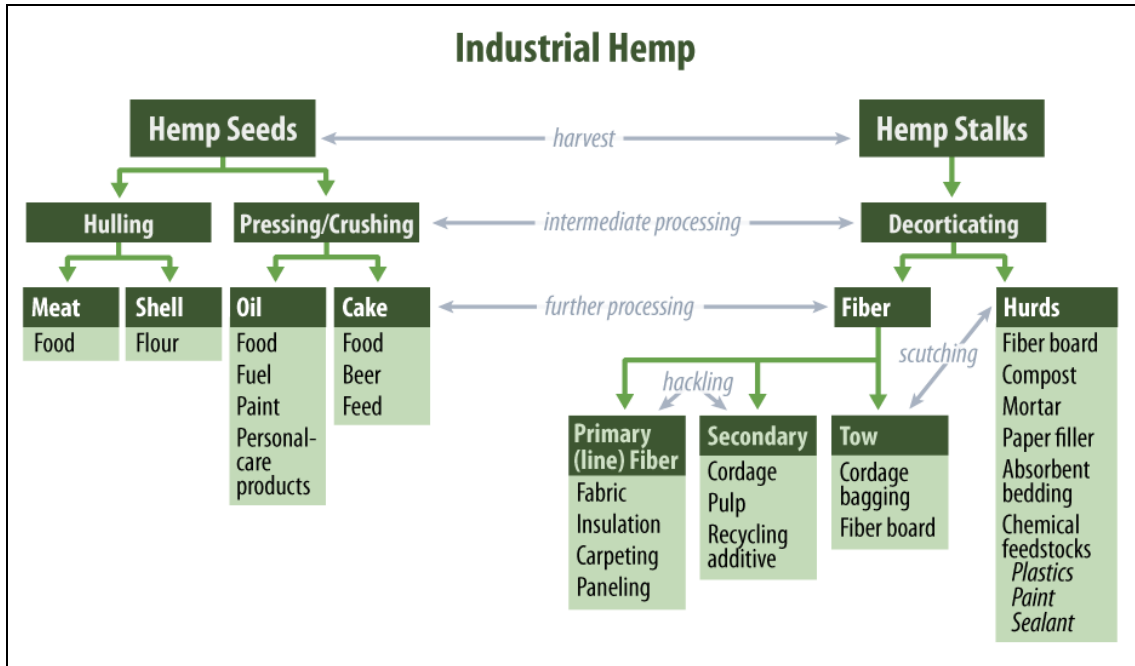 Industrial Hemp
Hemp Seeds
harvest
Hemp Stalks
Hulling
Pressing/Crushing
intermediate processing
Decorticating
Meat
Food
Shell
Flour
Oil
Food
Fuel
Paint
Personal-
care
products
Cake
Food
Beer
Feed
further processing
Fiber
scutching
hackling
Primary
(line) Fiber
Fabric
Insulation
Carpeting
Paneling
Secondary
Cordage
Pulp
Recycling
additive
Tow
Cordage
bagging
Fiber board
Hurds
Fiber board
Compost
Mortar
Paper filler
Absorbent
bedding
Chemical
feedstocks
Plastics
Paint
Sealant